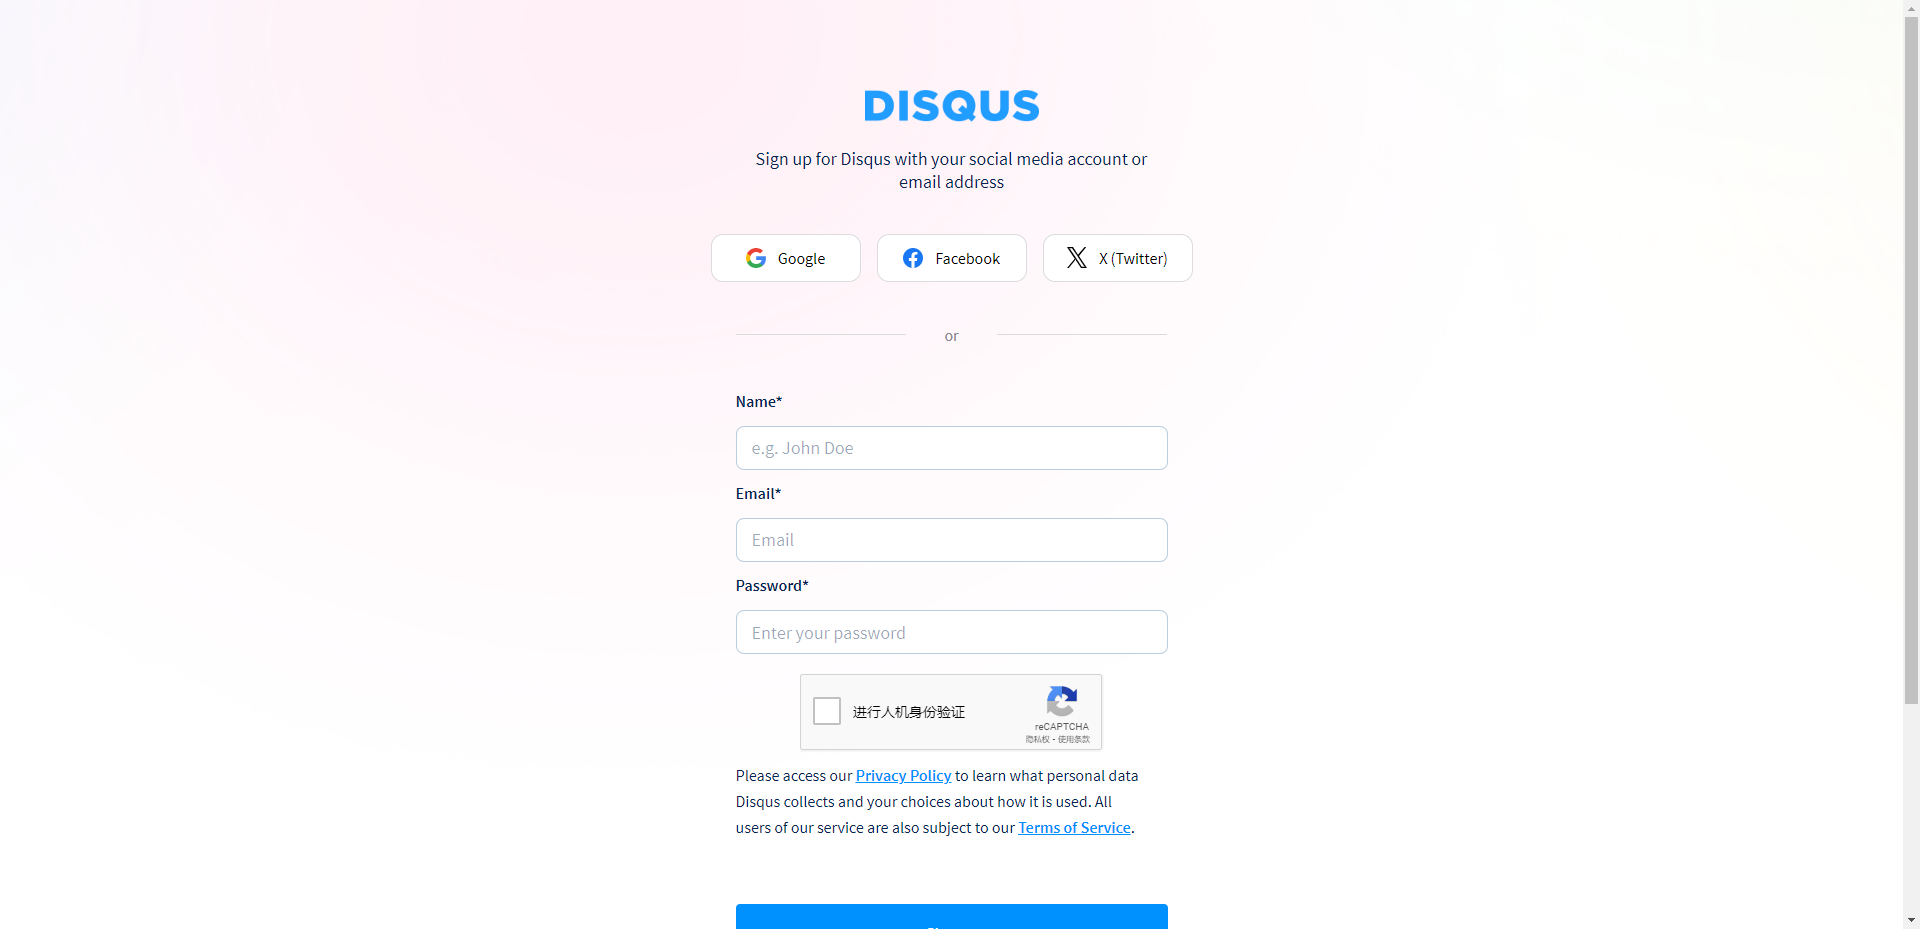 DISQUS
Sign up for Disqus with your social media account or
email address
Google
Facebook
X (Twitter)
or
Name*
e.g. John Doe
Email*
Email
Password*
Enter your password
进行人机身份验证
reCAPTCHA
隐私权 - 使用条款
Please access our Privacy Policy to learn what personal data
Disqus collects and your choices about how it is used. All
users of our service are also subject to our Terms of Service.